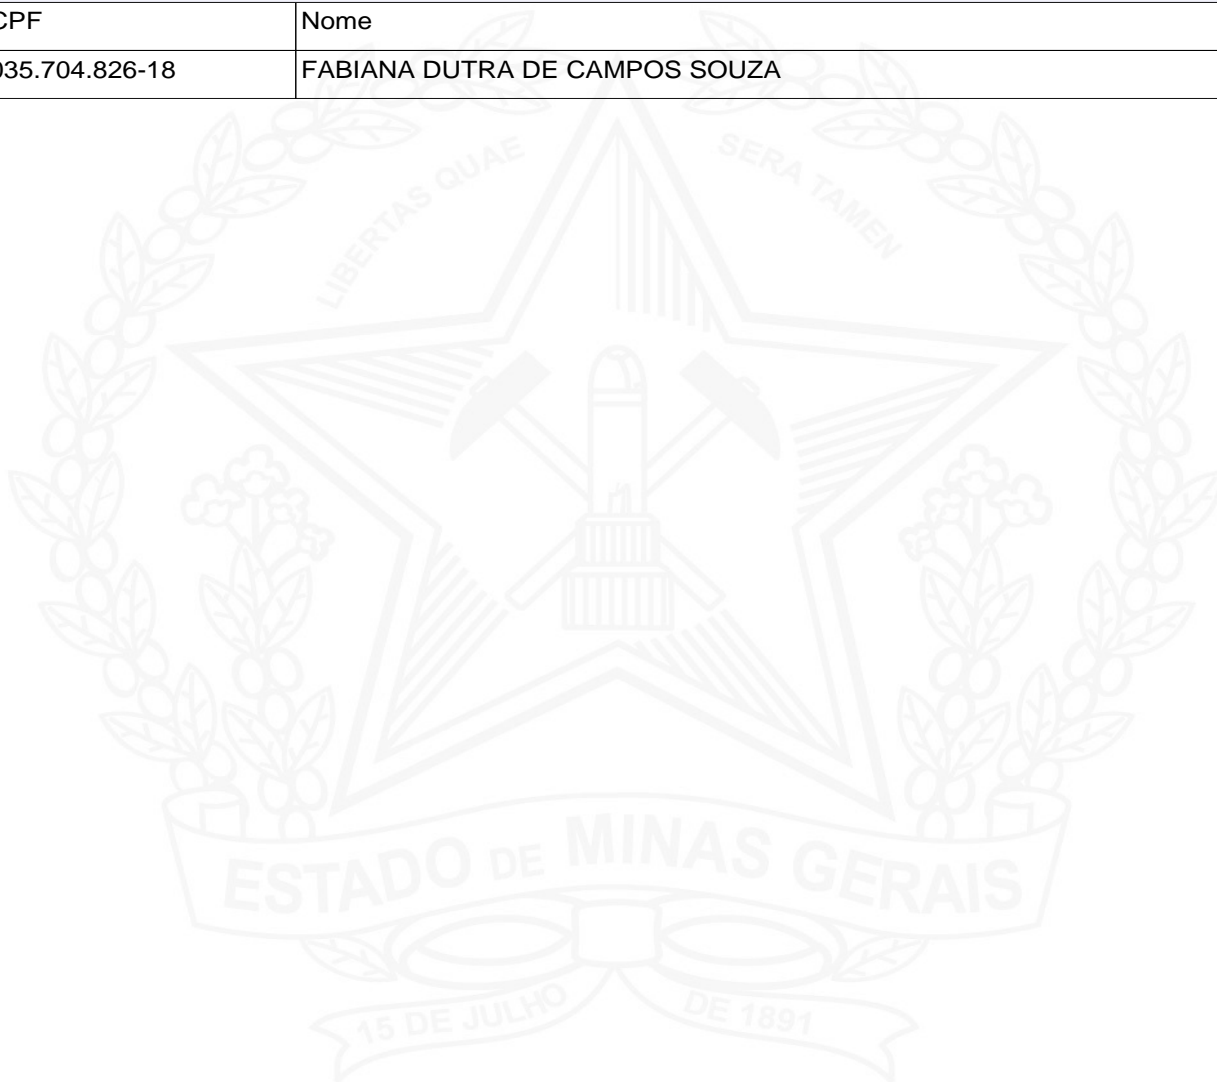 CPF Nome
035.704.826-18 FABIANA DUTRA DE CAMPOS SOUZA
LIBERTAS QUAE SERA TAMEN
ESTADO DE MINAS GERAIS
15 DE JULHO DE 1891